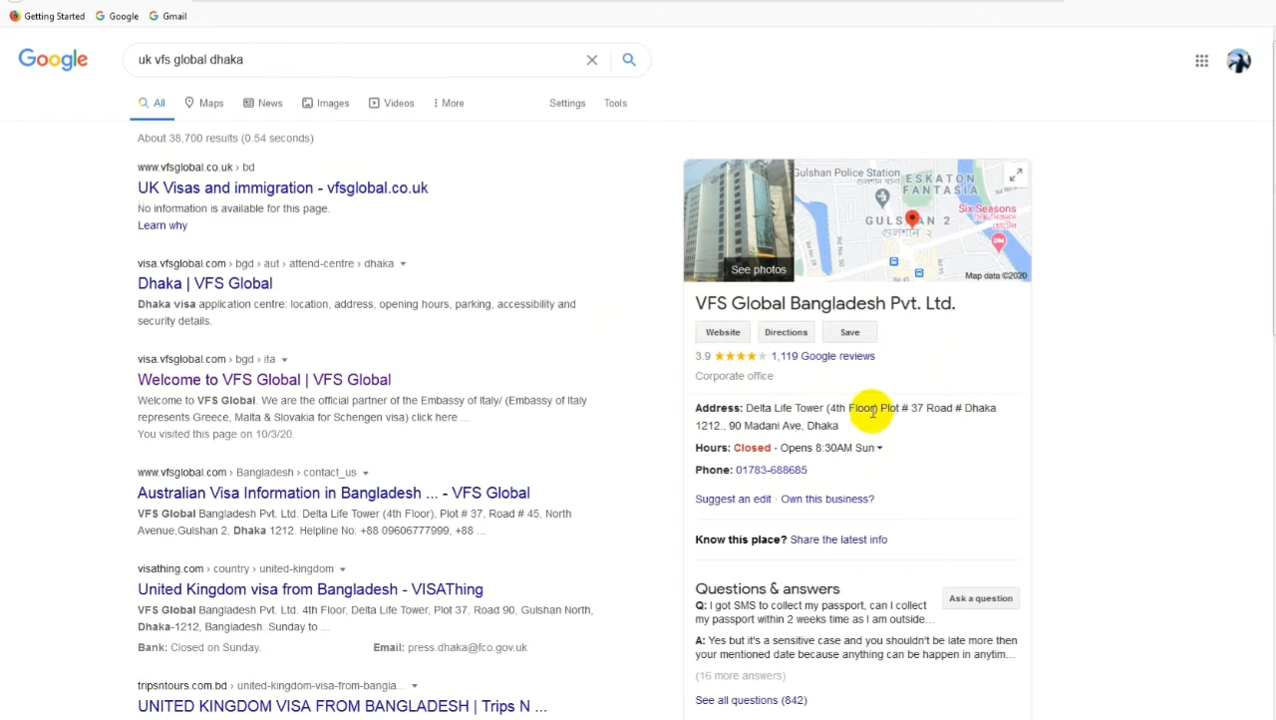 Getting Started Google Gmail
Google uk vfs global dhaka
All Maps News Images Videos More Settings Tools
About 38,700 results (0.54 seconds)
www.vfsglobal.co.uk › bd
UK Visas and immigration - vfsglobal.co.uk
No information is available for this page.
Learn why
visa.vfsglobal.com › bgd › aut › attend-centre › dhaka
Dhaka | VFS Global
Dhaka visa application centre: location, address, opening hours, parking, accessibility and
security details.
visa.vfsglobal.com › bgd › ita
Welcome to VFS Global | VFS Global
Welcome to VFS Global. We are the official partner of the Embassy of Italy/ (Embassy of Italy
represents Greece, Malta & Slovakia for Schengen visa) click here ...
You visited this page on 10/3/20.
www.vfsglobal.com › Bangladesh › contact_us
Australian Visa Information in Bangladesh ... - VFS Global
VFS Global Bangladesh Pvt. Ltd. Delta Life Tower (4th Floor), Plot # 37, Road # 45, North
Avenue,Gulshan 2, Dhaka 1212. Helpline No: +88 09606777999, +88 ...
visathing.com › country › united-kingdom
United Kingdom visa from Bangladesh - VISAThing
VFS Global Bangladesh Pvt. Ltd. 4th Floor, Delta Life Tower, Plot 37, Road 90, Gulshan North,
Dhaka-1212, Bangladesh. Sunday to ...
Bank: Closed on Sunday. Email: press.dhaka@fco.gov.uk
tripsntours.com.bd › united-kingdom-visa-from-bangla...
UNITED KINGDOM VISA FROM BANGLADESH | Trips N ...
Gulshan Police Station
গুলশান থানা
ESKATON
FANTASIA
Six Seasons
GULSHAN 2
গুলশান ২
See photos
Map data ©2020
VFS Global Bangladesh Pvt. Ltd.
Website Directions Save
3.9 1,119 Google reviews
Corporate office
Address: Delta Life Tower (4th Floor) Plot # 37 Road # Dhaka
1212., 90 Madani Ave, Dhaka
Hours: Closed · Opens 8:30AM Sun
Phone: 01783-688685
Suggest an edit · Own this business?
Know this place? Share the latest info
Questions & answers
Ask a question
Q: I got SMS to collect my passport, can I collect
my passport within 2 weeks time as I am outside...
A: Yes but it's a sensitive case and you shouldn't be late more then
your mentioned date because anything can be happen in anytim...
(16 more answers)
See all questions (842)